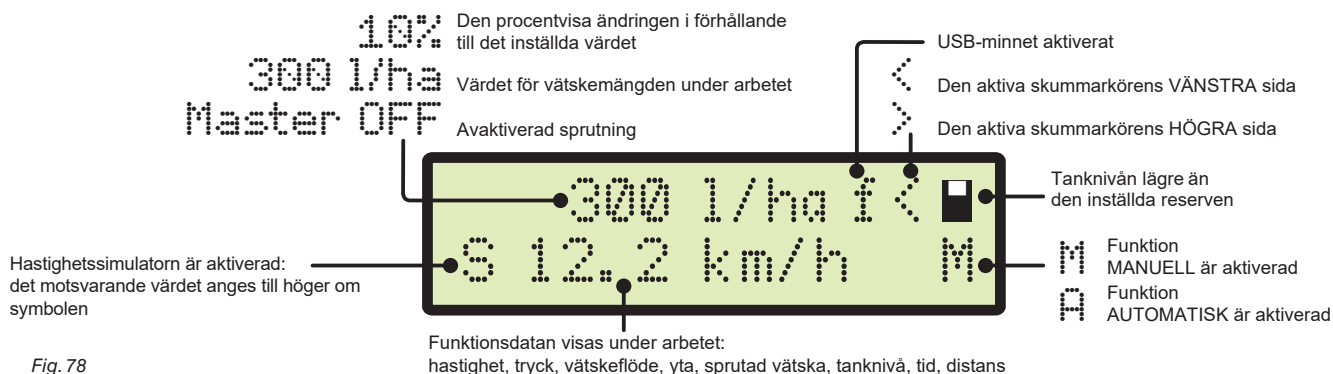 10% Den procentvisa ändringen i förhållande
till det inställda värdet
300 l/ha Värdet för vätskemängden under arbetet
Master OFF Avaktiverad sprutning
USB-minnet aktiverat
< Den aktiva skummarkörens VÄNSTRA sida
> Den aktiva skummarkörens HÖGRA sida
300 l/ha f <
S 12.2 km/h M
Tanknivån lägre än
den inställda reserven
M Funktion
MANUELL är aktiverad
A Funktion
AUTOMATISK är aktiverad
Hastighetssimulatorn är aktiverad:
det motsvarande värdet anges till höger om
symbolen
Funktionsdatan visas under arbetet:
hastighet, tryck, vätskeflöde, yta, sprutad vätska, tanknivå, tid, distans
Fig. 78